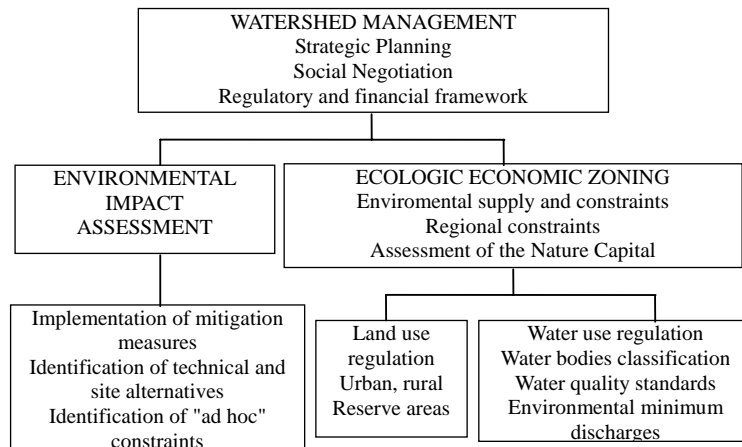 WATERSHED MANAGEMENT
Strategic Planning
Social Negotiation
Regulatory and financial framework
ENVIRONMENTAL
IMPACT
ASSESSMENT
ECOLOGIC ECONOMIC ZONING
Enviromental supply and constraints
Regional constraints
Assessment of the Nature Capital
Implementation of mitigation
measures
Identification of technical and
site alternatives
Identification of "ad hoc"
constraints
Land use
regulation
Urban, rural
Reserve areas
Water use regulation
Water bodies classification
Water quality standards
Environmental minimum
discharges